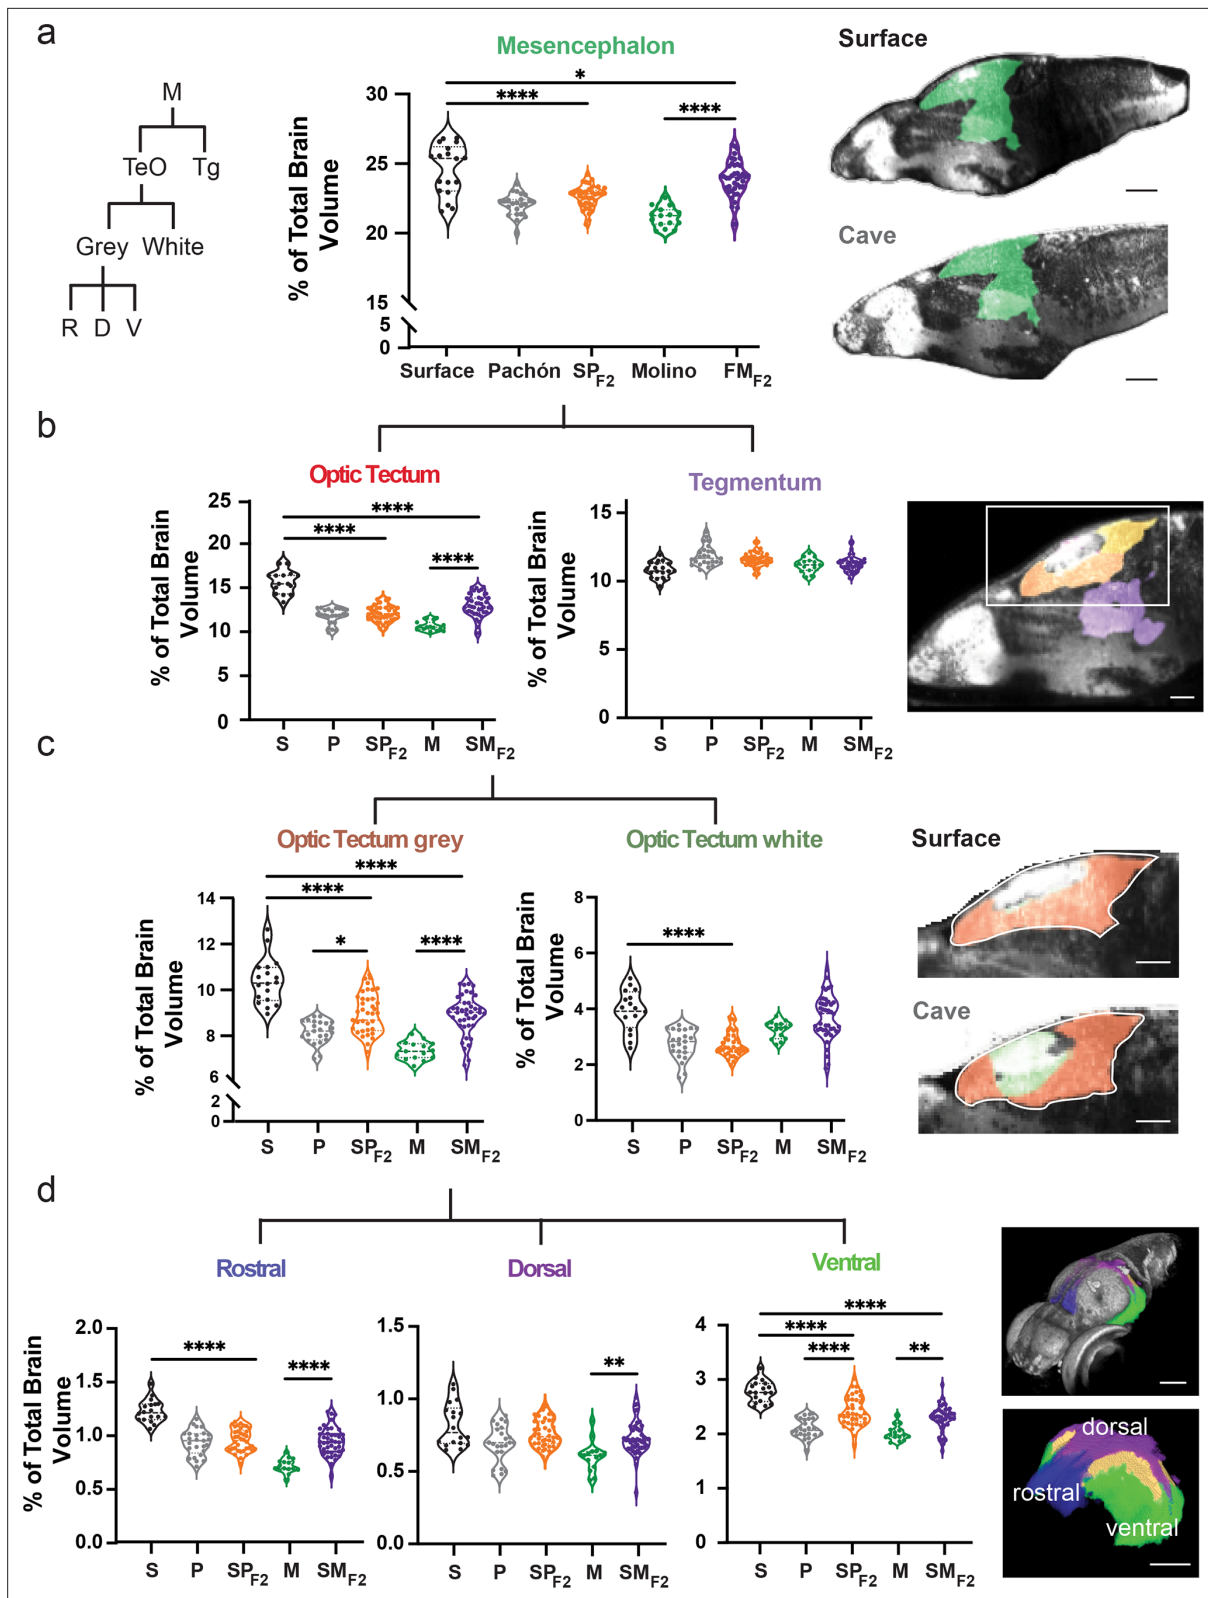 a
M
TeO Tg
Grey White
R D V
Mesencephalon
*
****
****
% of Total Brain
Volume
30
25
20
15
5
0
Surface Pachón SPF2 Molino FMF2
Surface
Cave
b
Optic Tectum
****
****
****
% of Total Brain
Volume
25
20
15
10
5
0
S P SPF2 M SMF2
Tegmentum
% of Total Brain
Volume
15
10
5
0
S P SPF2 M SMF2
c
Optic Tectum grey
****
****
*
****
% of Total Brain
Volume
14
12
10
8
6
2
0
S P SPF2 M SMF2
Optic Tectum white
****
% of Total Brain
Volume
8
6
4
2
0
S P SPF2 M SMF2
Surface
Cave
d
Rostral
****
****
% of Total Brain
Volume
2.0
1.5
1.0
0.5
0.0
S P SPF2 M SMF2
Dorsal
**
1.5
1.0
0.5
0.0
S P SPF2 M SMF2
Ventral
****
****
****
**
4
3
2
1
0
S P SPF2 M SMF2
dorsal
rostral
ventral